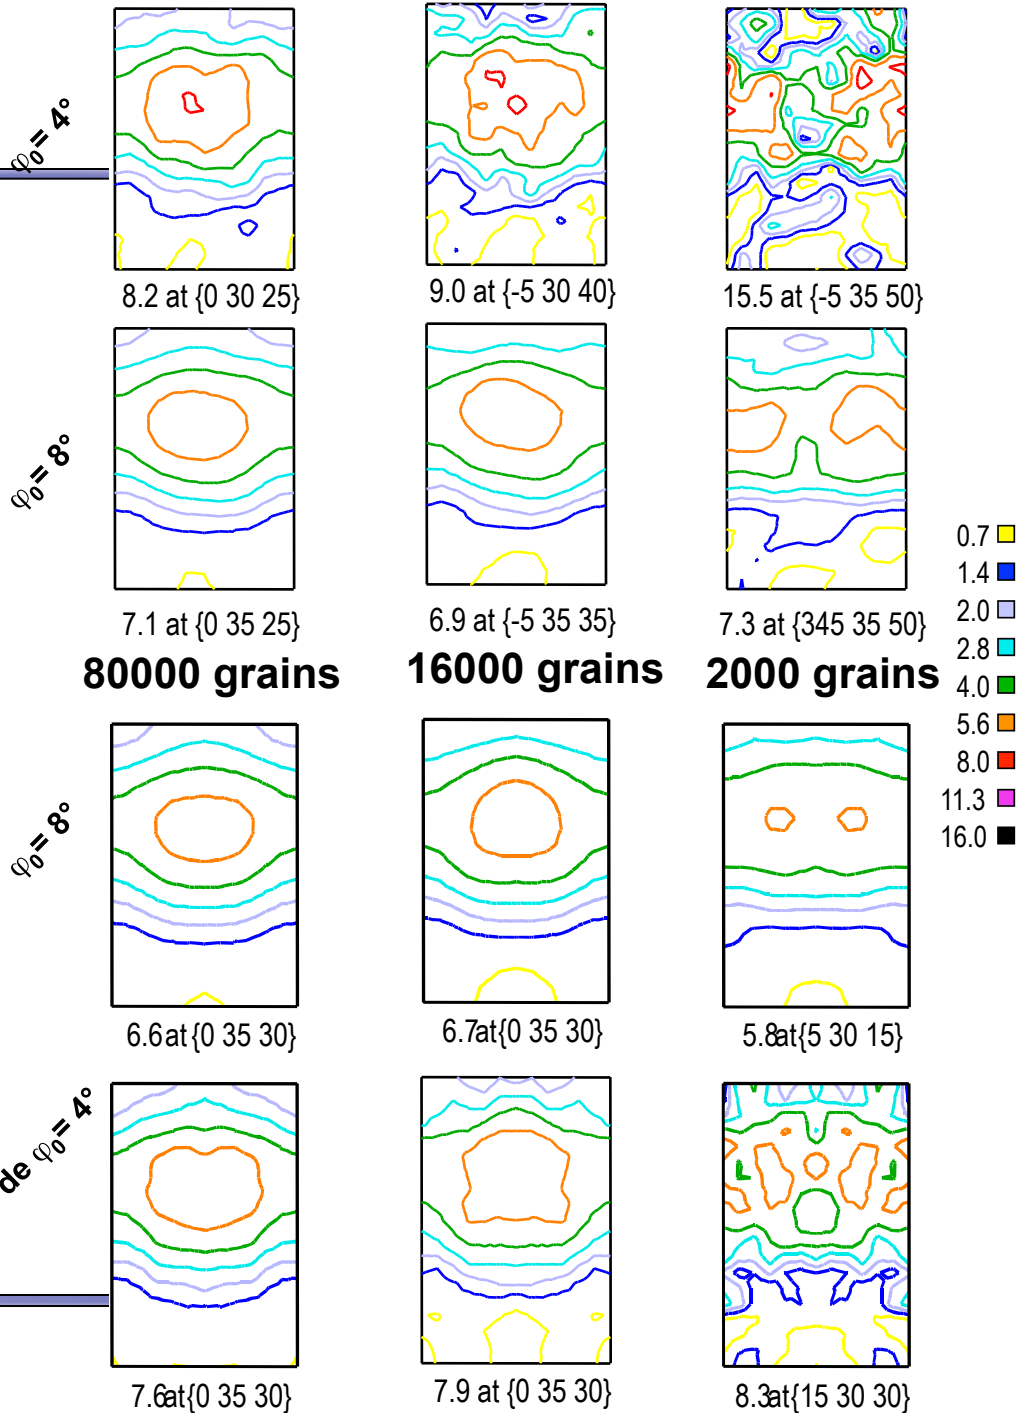 φ0= 4°
8.2 at {0 30 25}
9.0 at {-5 30 40}
15.5 at {-5 35 50}
φ0= 8°
7.1 at {0 35 25}
6.9 at {-5 35 35}
7.3 at {345 35 50}
80000 grains
16000 grains
2000 grains
0.7
1.4
2.0
2.8
4.0
5.6
8.0
11.3
16.0
φ0= 8°
6.6at{0 35 30}
6.7at{0 35 30}
5.8at{5 30 15}
de φ0= 4°
7.6at{0 35 30}
7.9 at {0 35 30}
8.3at{15 30 30}